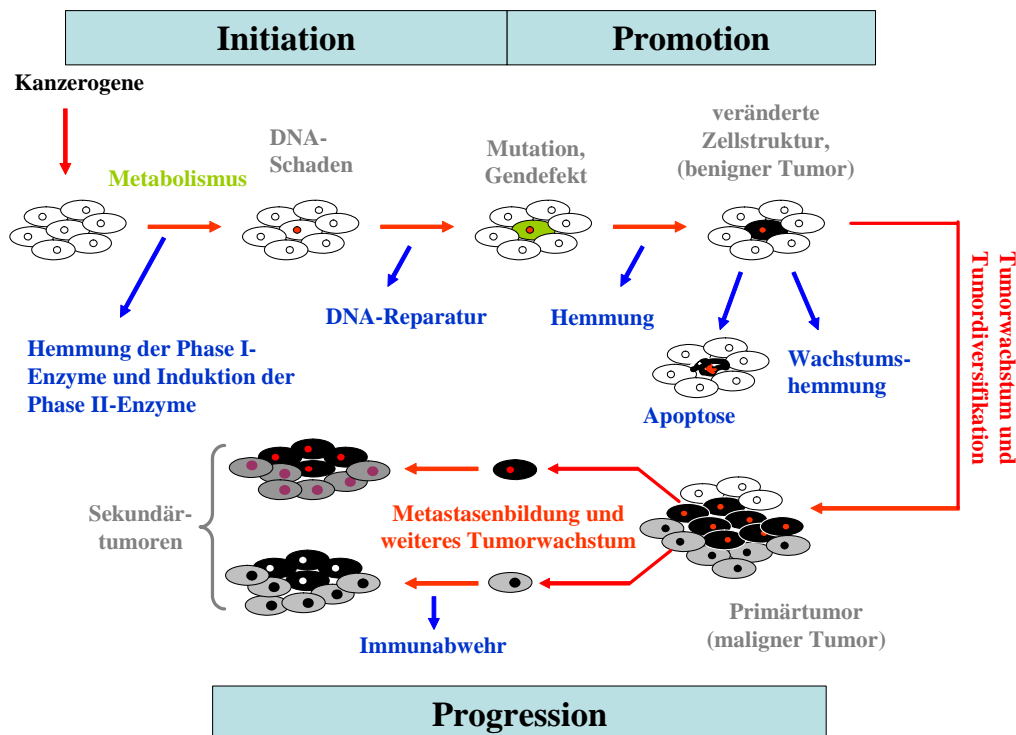 Initiation
Promotion
Kanzerogene
Metabolismus
DNA-
Schaden
Mutation,
Gendefekt
veränderte
Zellstruktur,
(benigner Tumor)
Hemmung der Phase I-
Enzyme und Induktion der
Phase II-Enzyme
DNA-Reparatur
Hemmung
Apoptose
Wachstums-
hemmung
Tumorwachstum und
Tumordiversifikation
Sekundär-
tumoren
Metastasenbildung und
weiteres Tumorwachstum
Immunabwehr
Primärtumor
(maligner Tumor)
Progression